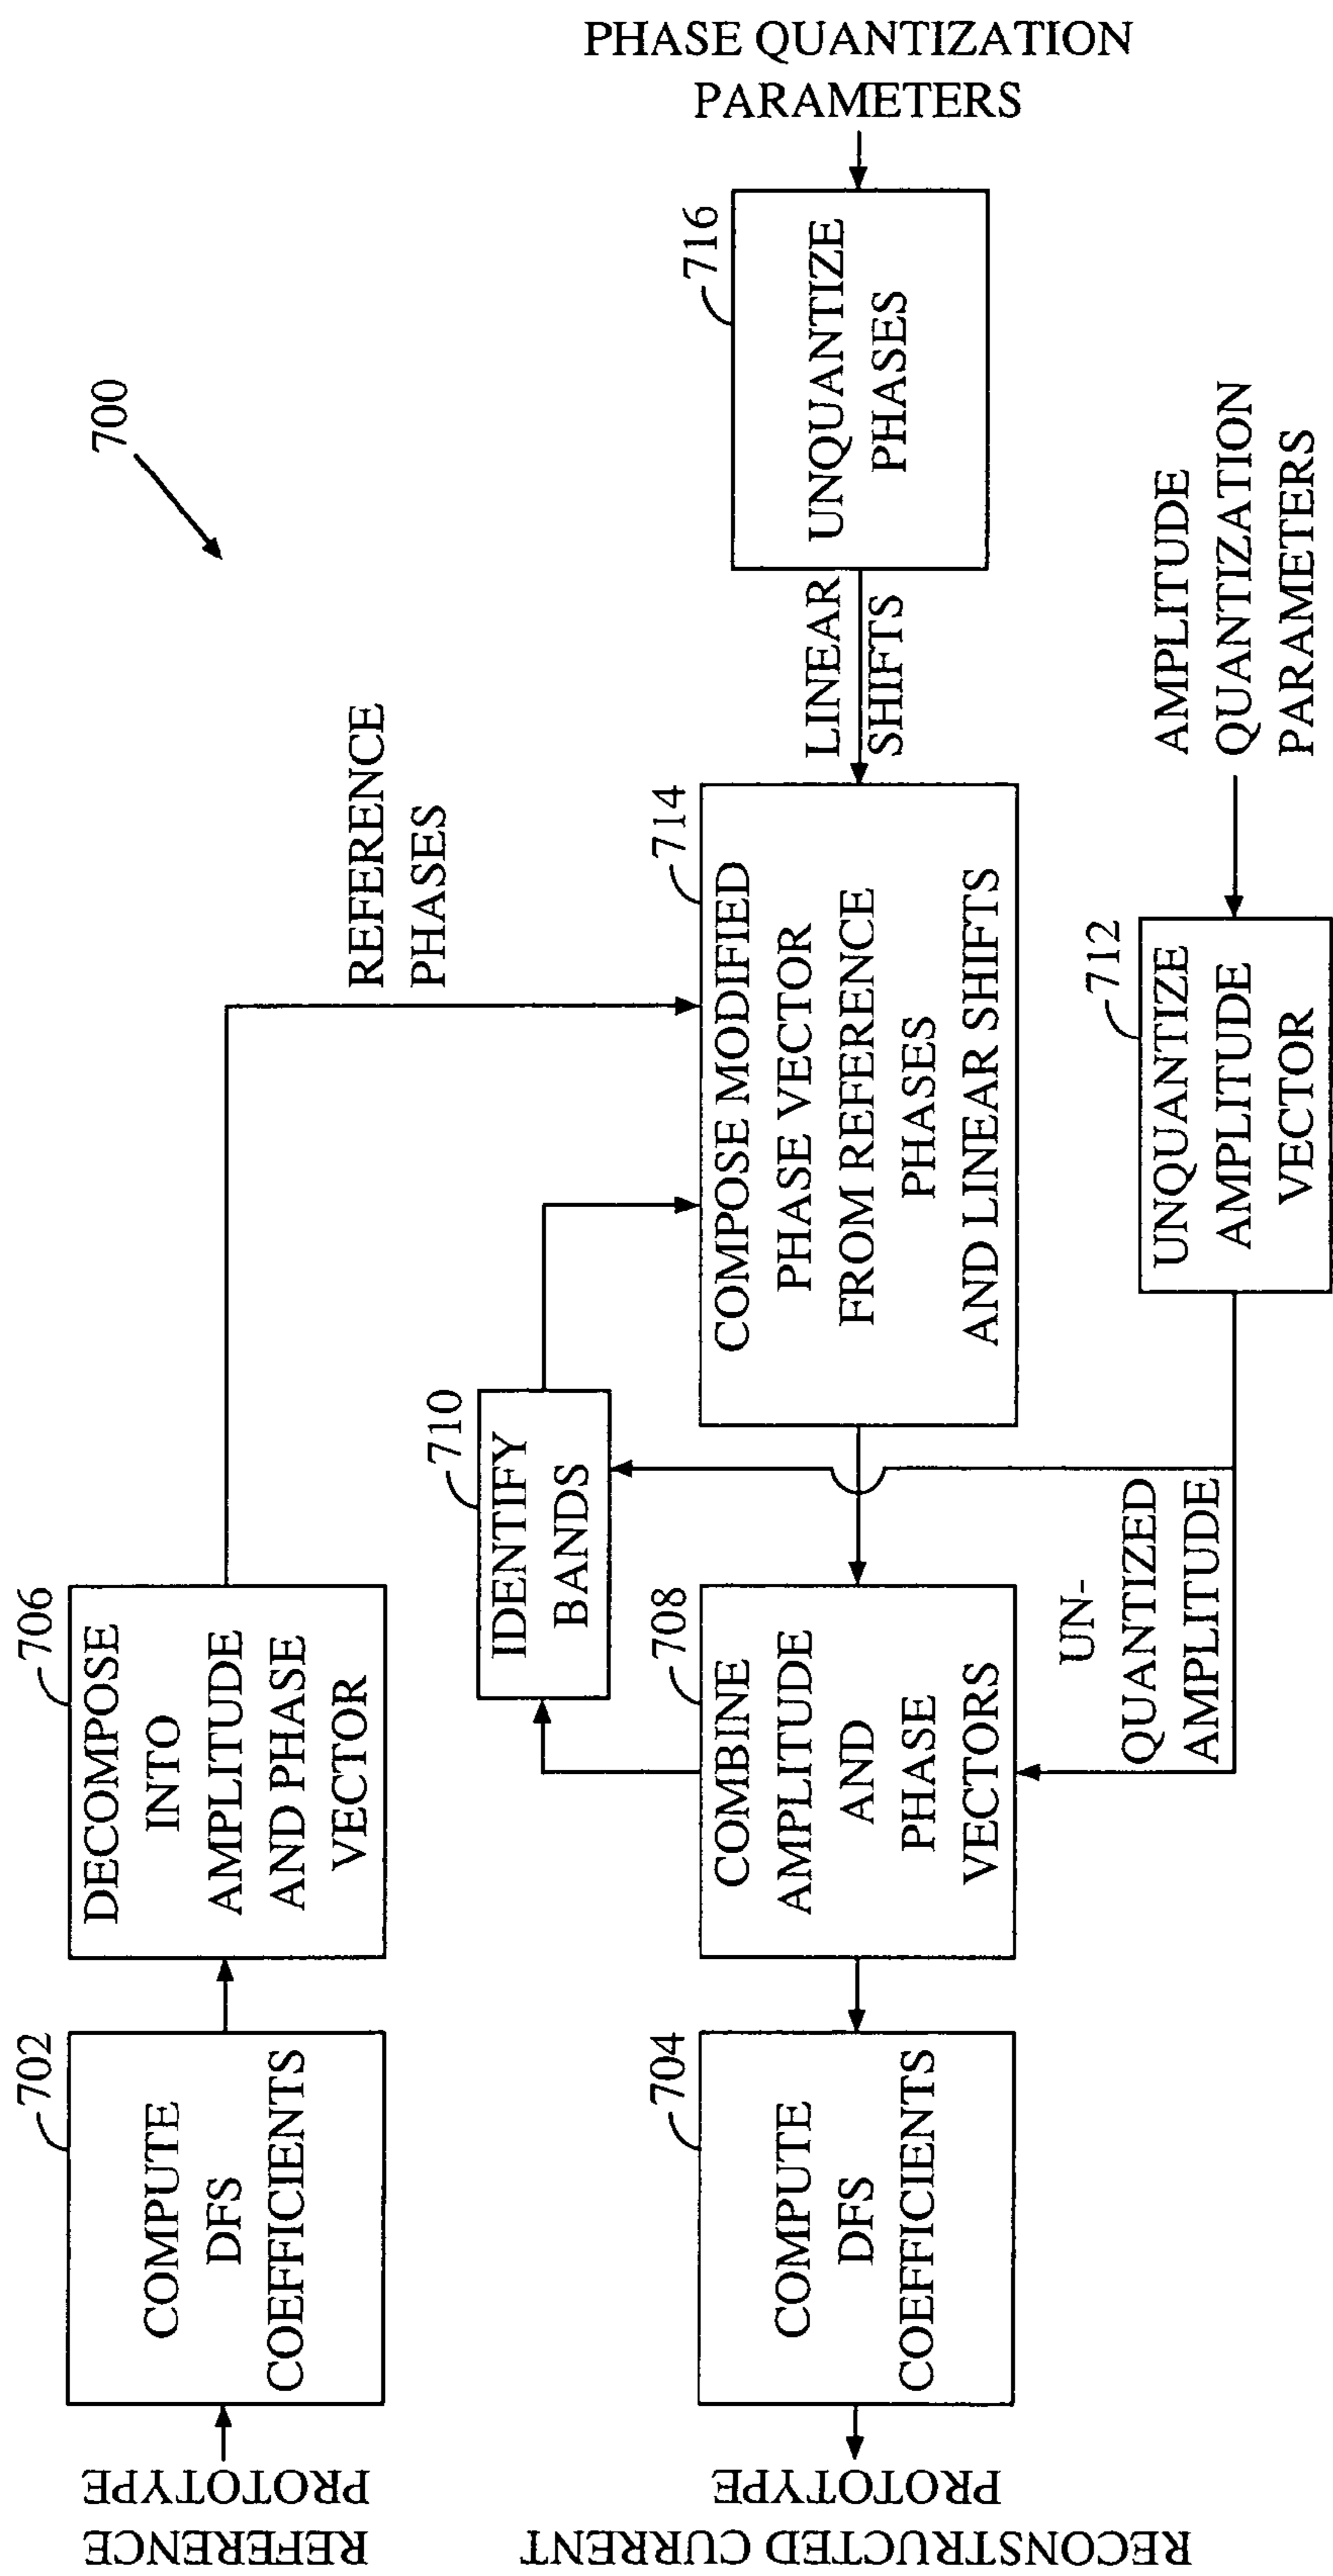 700
REFERENCE
PROTOTYPE
702
COMPUTE
DFS
COEFFICIENTS
706
DECOMPOSE
INTO
AMPLITUDE
AND PHASE
VECTOR
REFERENCE
PHASES
RECONSTRUCTED CURRENT
PROTOTYPE
704
COMPUTE
DFS
COEFFICIENTS
708
COMBINE
AMPLITUDE
AND
PHASE
VECTORS
710
IDENTIFY
BANDS
714
COMPOSE MODIFIED
PHASE VECTOR
FROM REFERENCE
PHASES
AND LINEAR SHIFTS
LINEAR
SHIFTS
716
UNQUANTIZE
PHASES
PHASE QUANTIZATION
PARAMETERS
UN-
QUANTIZED
AMPLITUDE
712
UNQUANTIZE
AMPLITUDE
VECTOR
AMPLITUDE
QUANTIZATION
PARAMETERS